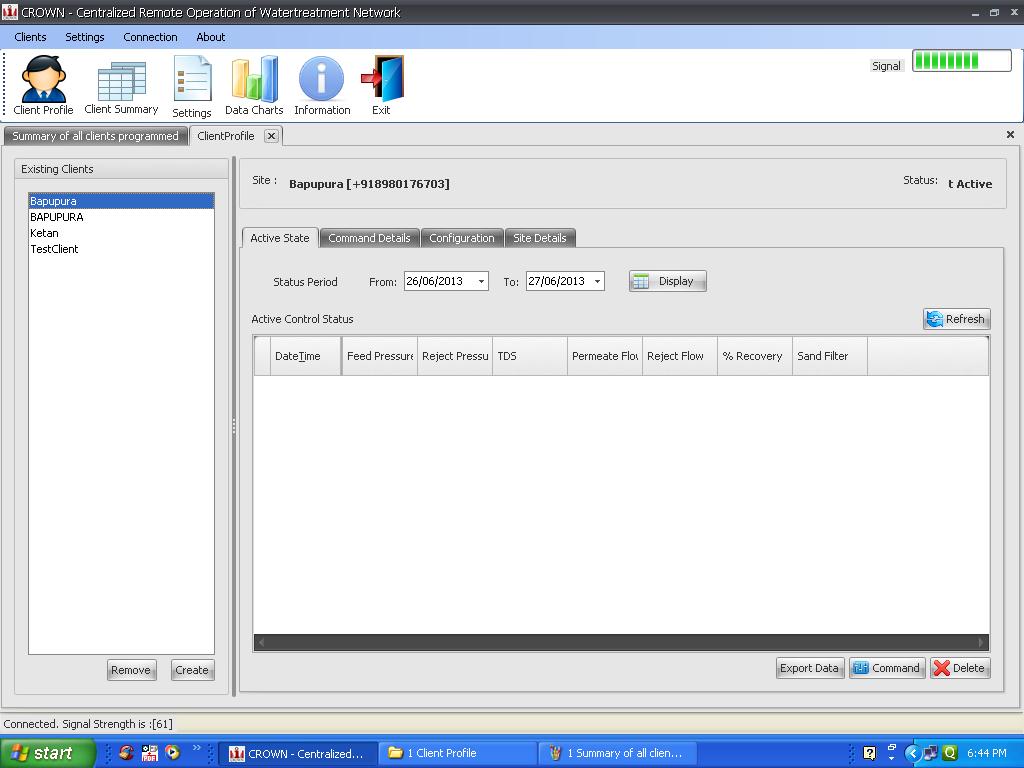 CROWN - Centralized Remote Operation of Watertreatment Network
Clients Settings Connection About
Client Profile Client Summary Settings Data Charts Information Exit
Signal
Summary of all clients programmed ClientProfile
Existing Clients
Bapupura
BAPUPURA
Ketan
TestClient
Remove Create
Site : Bapupura [+918980176703]
Status: t Active
Active State Command Details Configuration Site Details
Status Period From: 26/06/2013 To: 27/06/2013 Display
Active Control Status
Refresh
DateTime Feed Pressure Reject Pressu TDS Permeate Flou Reject Flow % Recovery Sand Filter
Export Data Command Delete
Connected. Signal Strength is :[61]
start CROWN - Centralized... 1 Client Profile 1 Summary of all clien... 6:44 PM